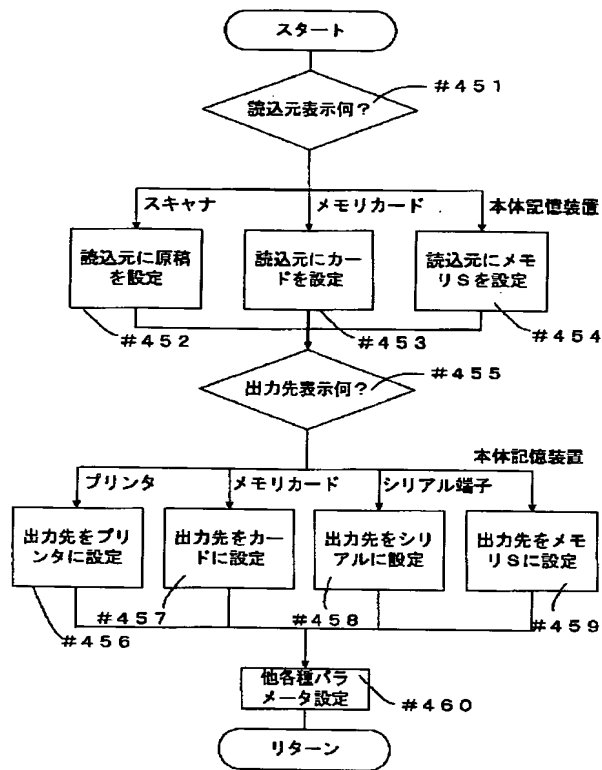 スタート
#451
読込元表示何?
スキャナ
メモリカード
本体記憶装置
読込元に原稿
を設定
読込元にカー
ドを設定
読込元にメモ
リSを設定
#452
#453
#454
#455
出力先表示何?
本体記憶装置
プリンタ
メモリカード
シリアル端子
出力先をプリ
ンタに設定
出力先をカー
ドに設定
出力先をシリ
アルに設定
出力先をメモ
リSに設定
#456
#457
#458
#459
他各種パラ
メータ設定
#460
リターン